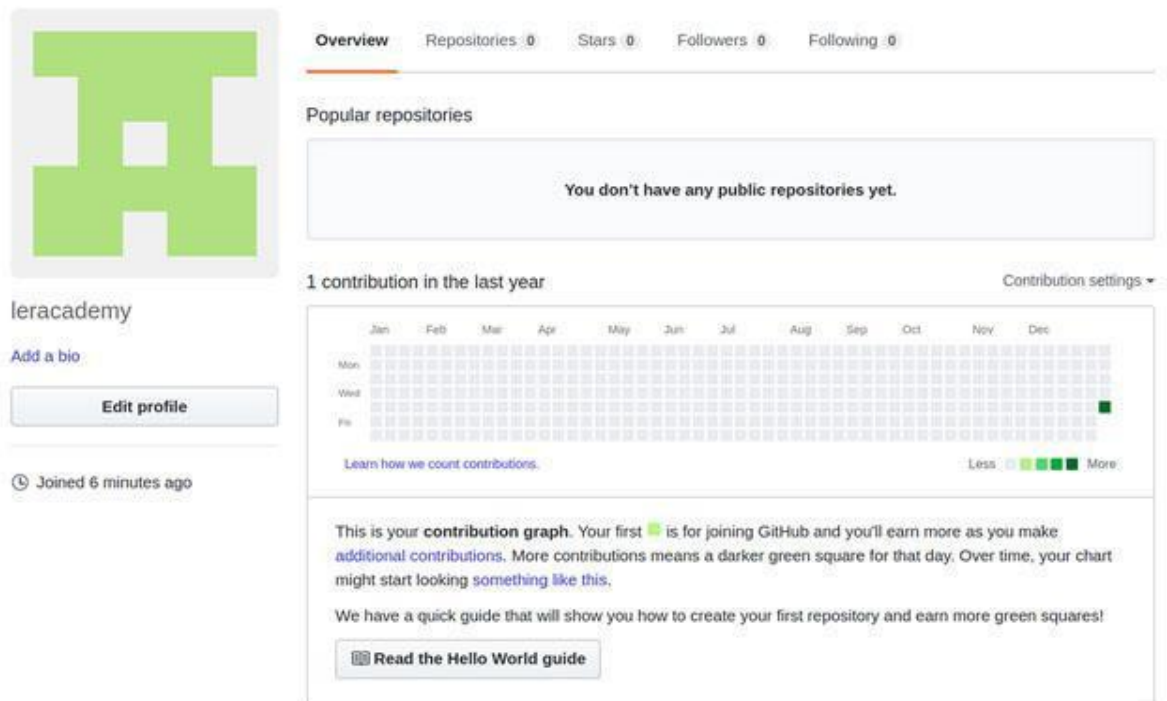 Overview Repositories 0 Stars 0 Followers 0 Following 0
Popular repositories
You don't have any public repositories yet.
1 contribution in the last year
Contribution settings
Jan Feb Mar Apr May Jun Jul Aug Sep Oct Nov Dec
Mon
Wed
Fri
Learn how we count contributions.
Less More
This is your contribution graph. Your first is for joining GitHub and you'll earn more as you make
additional contributions. More contributions means a darker green square for that day. Over time, your chart
might start looking something like this.
We have a quick guide that will show you how to create your first repository and earn more green squares!
Read the Hello World guide
leracademy
Add a bio
Edit profile
Joined 6 minutes ago